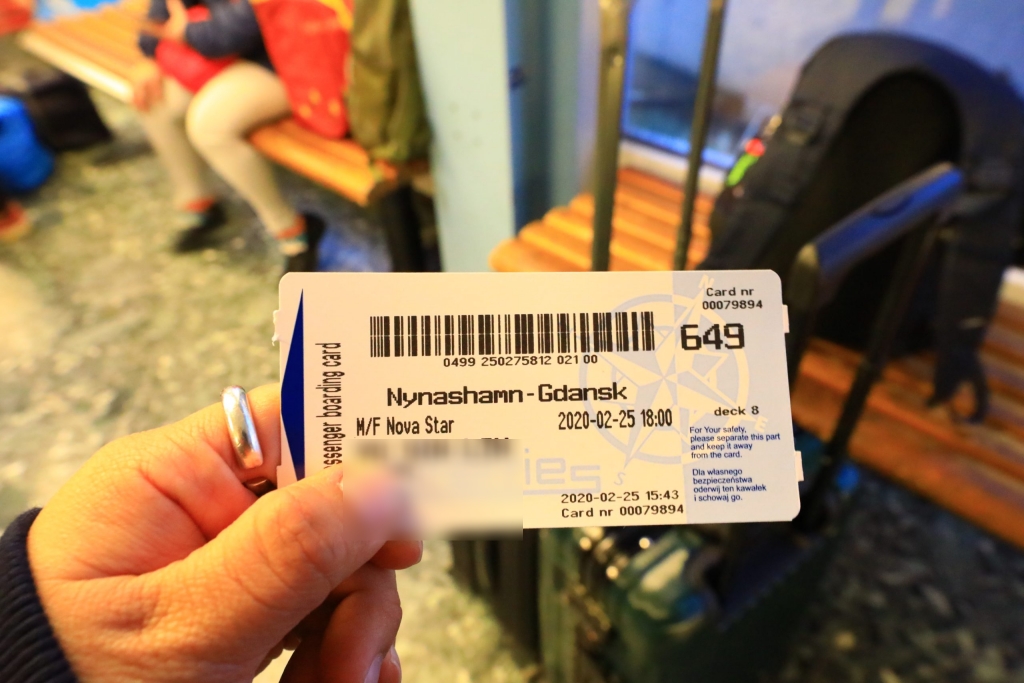 Card nr
00079894
649
0499 250275812 021 00
ssenger boarding card
Nynashamn-Gdansk
M/F Nova Star
2020-02-25 18:00
deck 8
For Your safety,
please separate this part
and keep it away
from the card.
Dla własnego
bezpieczeństwa
oderwij ten kawałek
i schowaj go.
ies
2020-02-25 15:43
Card nr 00079894